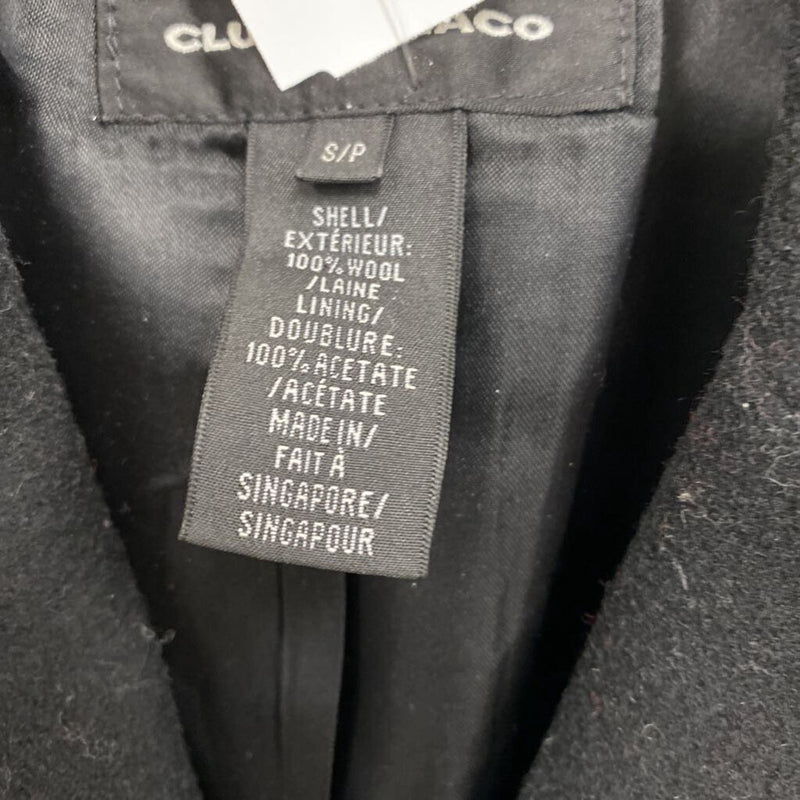 S/P
SHELL/
EXTÉRIEUR:
100% WOOL
/LAINE
LINING/
DOUBLURE:
100% ACETATE
/ACÉTATE
MADE IN/
FAIT À
SINGAPORE/
SINGAPOUR